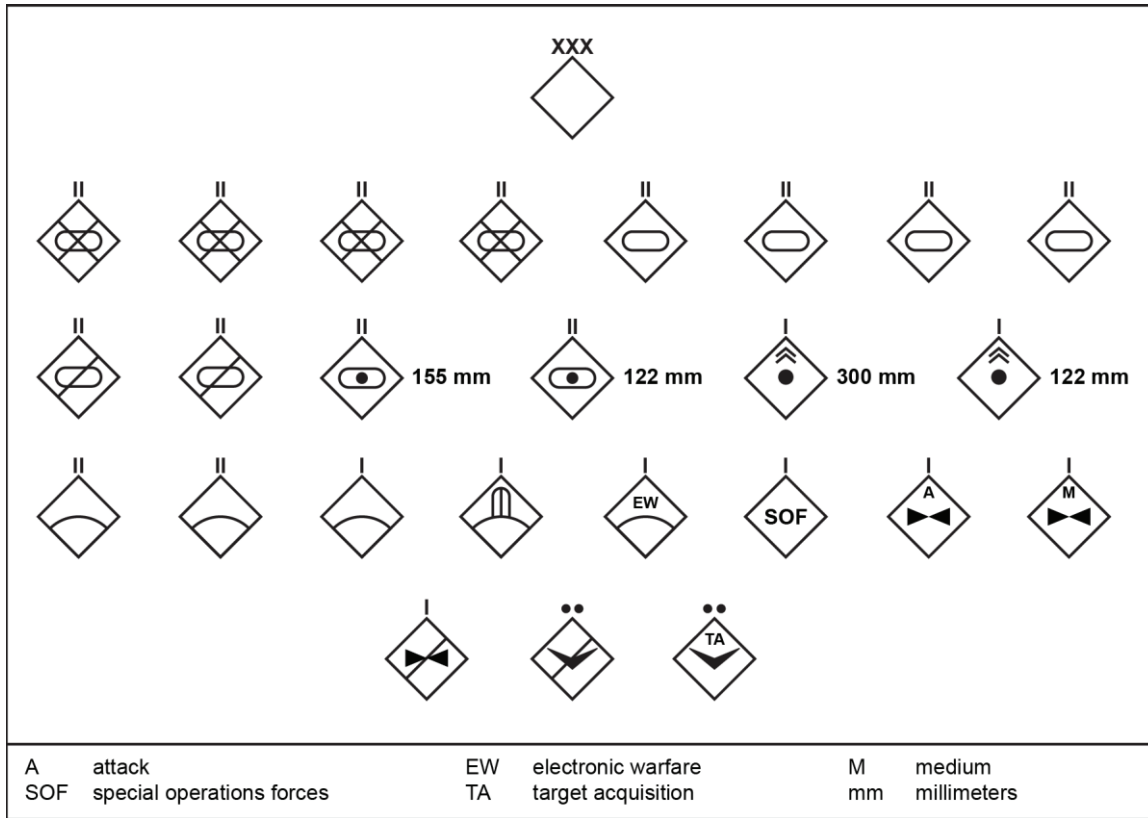 XXX
II II II II II II II II
II II II 155 mm II 122 mm I 300 mm I 122 mm
II II I I I EW I SOF I A I M
I TA
A attack EW electronic warfare M medium
SOF special operations forces TA target acquisition mm millimeters